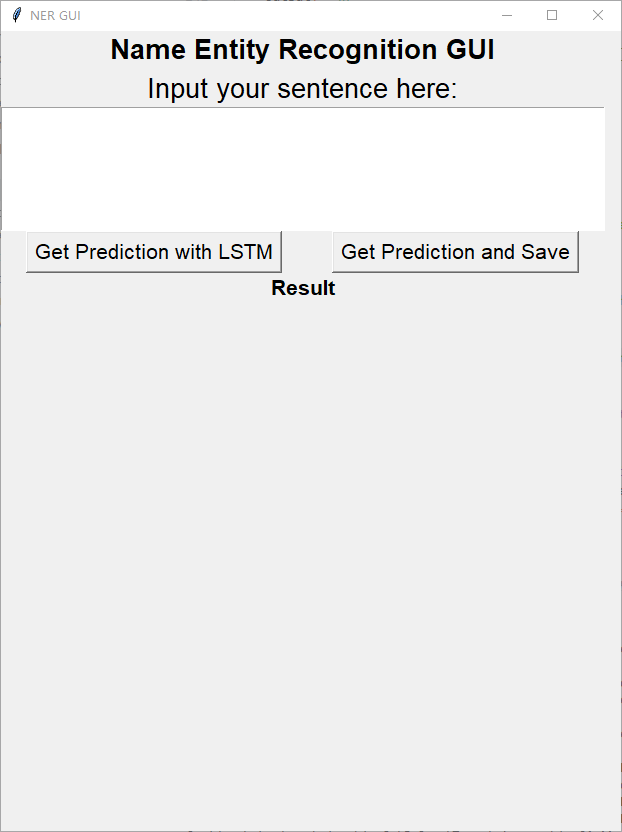 NER GUI
Name Entity Recognition GUI
Input your sentence here:
Get Prediction with LSTM Get Prediction and Save
Result